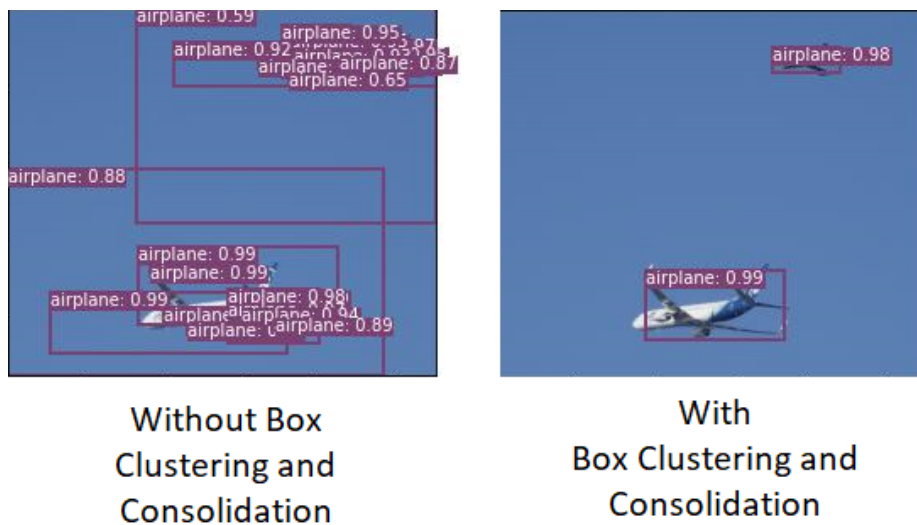 airplane: 0.59
airplane: 0.95
airplane: 0.92
airplane: 0.87
airplane:
airplane: 0.65
airplane: 0.88
airplane: 0.99
airplane: 0.99
airplane: 0.99
airplane: 0.98
airplane: 0.94
airplane: 0.89
airplane:
airplane: 0.98
airplane: 0.99
Without Box
Clustering and
Consolidation
With
Box Clustering and
Consolidation